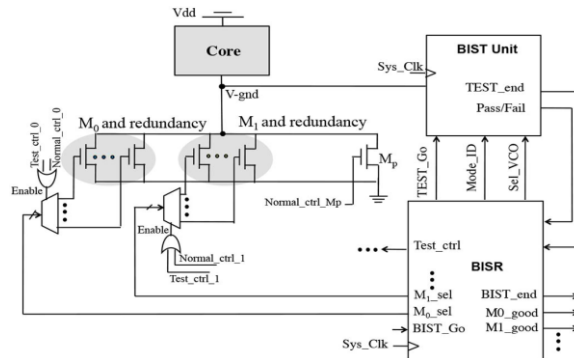 Vdd
Core
BIST Unit
Sys_Clk
TEST_end
Pass/Fail
V-gnd
M0 and redundancy
M1 and redundancy
Test_ctrl_0
Normal_ctrl_0
Enable
Mp
Normal_ctrl_Mp
TEST_Go
Mode_ID
Sel_VCO
Enable
Normal_ctrl_1
Test_ctrl_1
Test_ctrl
BISR
M1_sel
BIST_end
M0_sel
M0_good
BIST_Go
M1_good
Sys_Clk